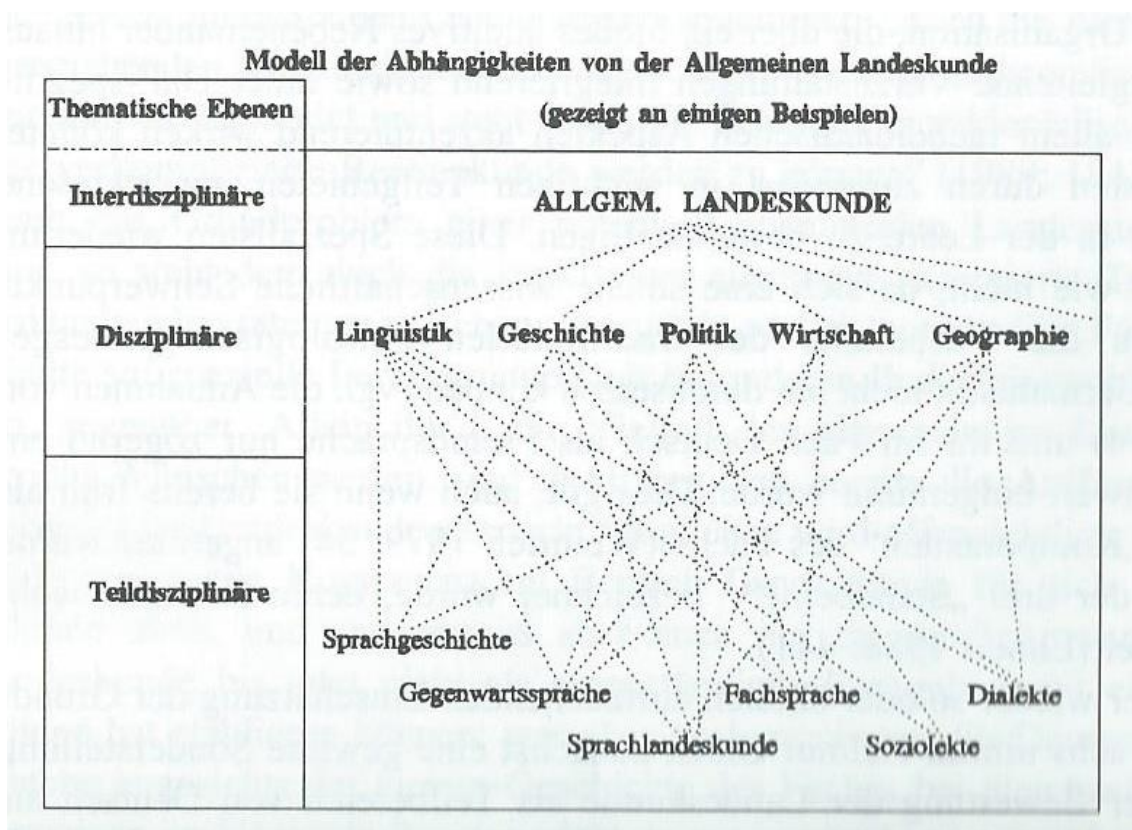 Modell der Abhängigkeiten von der Allgemeinen Landeskunde
Thematische Ebenen
(gezeigt an einigen Beispielen)
Interdisziplinäre
ALLGEM. LANDESKUNDE
Disziplinäre
Linguistik Geschichte Politik Wirtschaft Geographie
Teildisziplinäre
Sprachgeschichte
Gegenwartssprache Fachsprache Dialekte
Sprachlandeskunde Soziolekte